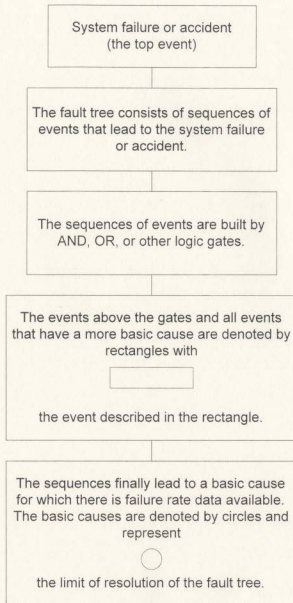 System failure or accident
(the top event)
The fault tree consists of sequences of
events that lead to the system failure
or accident.
The sequences of events are built by
AND, OR, or other logic gates.
The events above the gates and all events
that have a more basic cause are denoted by
rectangles with
the event described in the rectangle.
The sequences finally lead to a basic cause
for which there is failure rate data available.
The basic causes are denoted by circles and
represent
the limit of resolution of the fault tree.